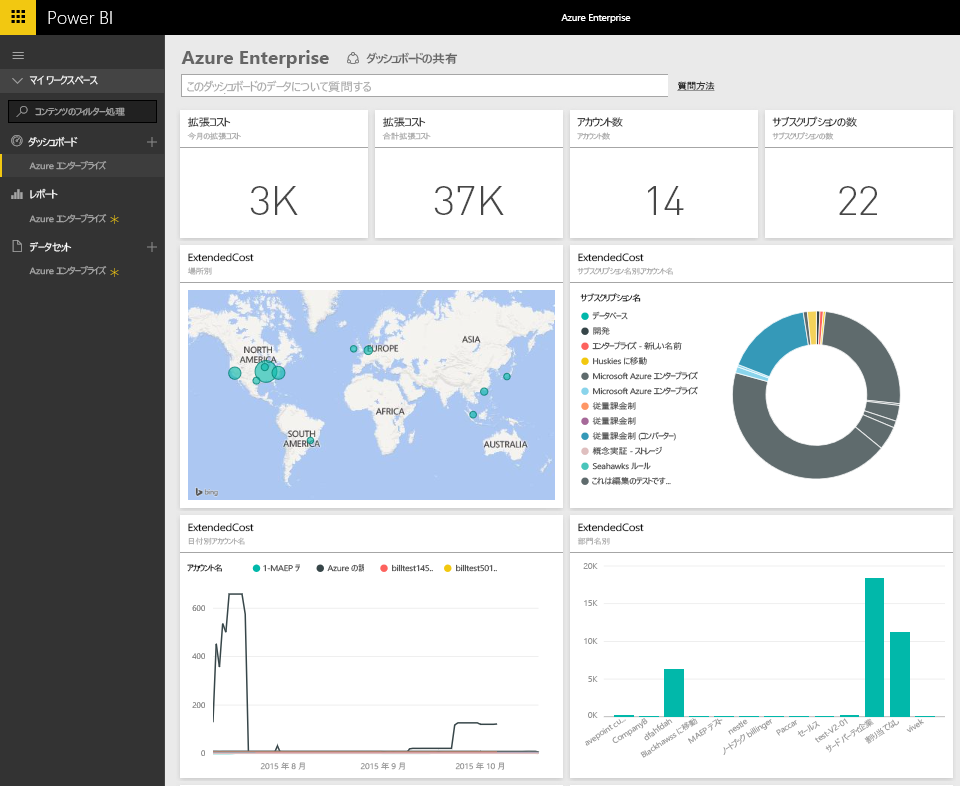 Power BI
Azure Enterprise
マイ ワークスペース
コンテンツのフィルター処理
ダッシュボード
Azure エンタープライズ
レポート
Azure エンタープライズ
データセット
Azure エンタープライズ
Azure Enterprise ダッシュボードの共有
このダッシュボードのデータについて質問する
質問方法
拡張コスト
今月の拡張コスト
3K
拡張コスト
合計拡張コスト
37K
アカウント数
アカウント数
14
サブスクリプションの数
サブスクリプションの数
22
ExtendedCost
場所別
NORTH
AMERICA
EUROPE
ASIA
AFRICA
SOUTH
AMERICA
AUSTRALIA
bing
ExtendedCost
サブスクリプション名別アカウント名
サブスクリプション名
データベース
開発
エンタープライズ - 新しい名前
Huskies に移動
Microsoft Azure エンタープライズ
Microsoft Azure エンタープライズ
従量課金制
従量課金制
従量課金制 (コンバーター)
概念実証 - ストレージ
Seahawks ルール
これは編集のテストです...
ExtendedCost
日付別アカウント名
アカウント名 1-MAEP テ Azure の課 billtest145.. billtest501..
600
400
200
0
2015 年 8 月 2015 年 9 月 2015 年 10 月
ExtendedCost
部門名別
20K
15K
10K
5K
0K
avepoint cu...
CompanyB
dfahfdah
Blackhawss に移動
MAEP テスト
nestle
ノートブック billinger
Paccar
セールス
test-V2-01
サード パーティ企業
割り当てなし
vivek